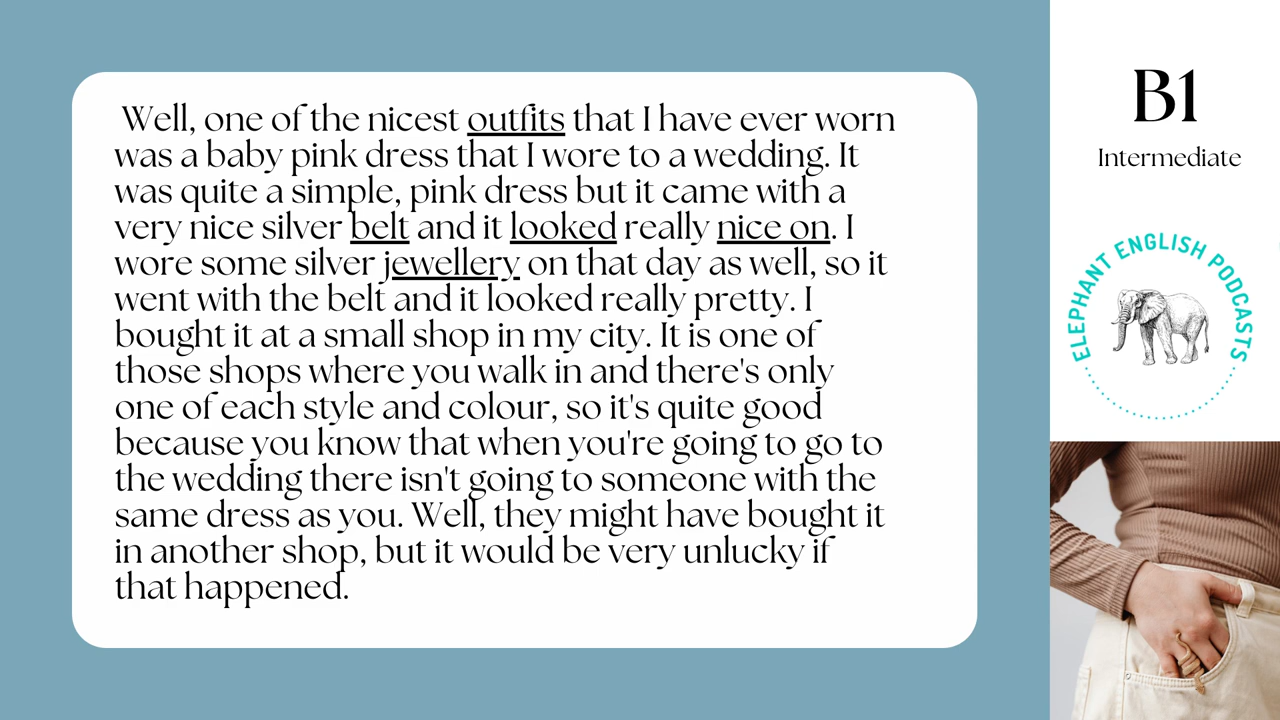 Well, one of the nicest outfits that I have ever worn
was a baby pink dress that I wore to a wedding. It
was quite a simple, pink dress but it came with a
very nice silver belt and it looked really nice on. I
wore some silver jewellery on that day as well, so it
went with the belt and it looked really pretty. I
bought it at a small shop in my city. It is one of
those shops where you walk in and there's only
one of each style and colour, so it's quite good
because you know that when you're going to go to
the wedding there isn't going to someone with the
same dress as you. Well, they might have bought it
in another shop, but it would be very unlucky if
that happened.
B1
Intermediate
ELEPHANT ENGLISH PODCASTS